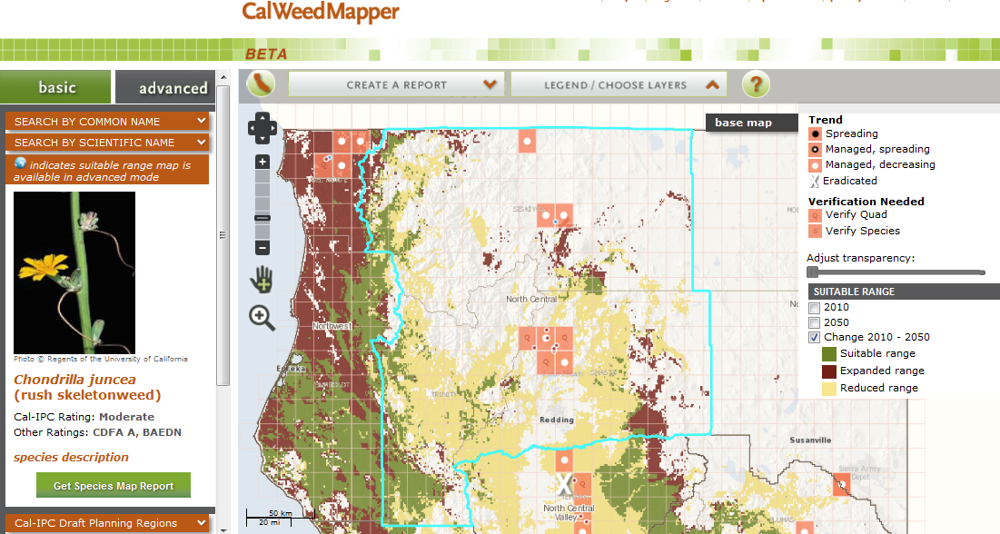 CalWeedMapper
BETA
basic
advanced
CREATE A REPORT
LEGEND / CHOOSE LAYERS
?
SEARCH BY COMMON NAME
SEARCH BY SCIENTIFIC NAME
indicates suitable range map is
available in advanced mode
Photo © Regents of the University of California
Chondrilla juncea
(rush skeletonweed)
Cal-IPC Rating: Moderate
Other Ratings: CDFA A, BAEDN
species description
Get Species Map Report
Cal-IPC Draft Planning Regions
base map
Trend
Spreading
Managed, spreading
Managed, decreasing
X Eradicated
Verification Needed
Q Verify Quad
S Verify Species
Adjust transparency:
SUITABLE RANGE
2010
2050
Change 2010 - 2050
Suitable range
Expanded range
Reduced range
Q
North Central
Northwest
Q
Q
Eureka
HUMBOLDT
Q
SHASTA
TRINITY
Redding
Susanville
Sierra Army
Depot
X
Q
North Central
Valley
50 km
20 mi